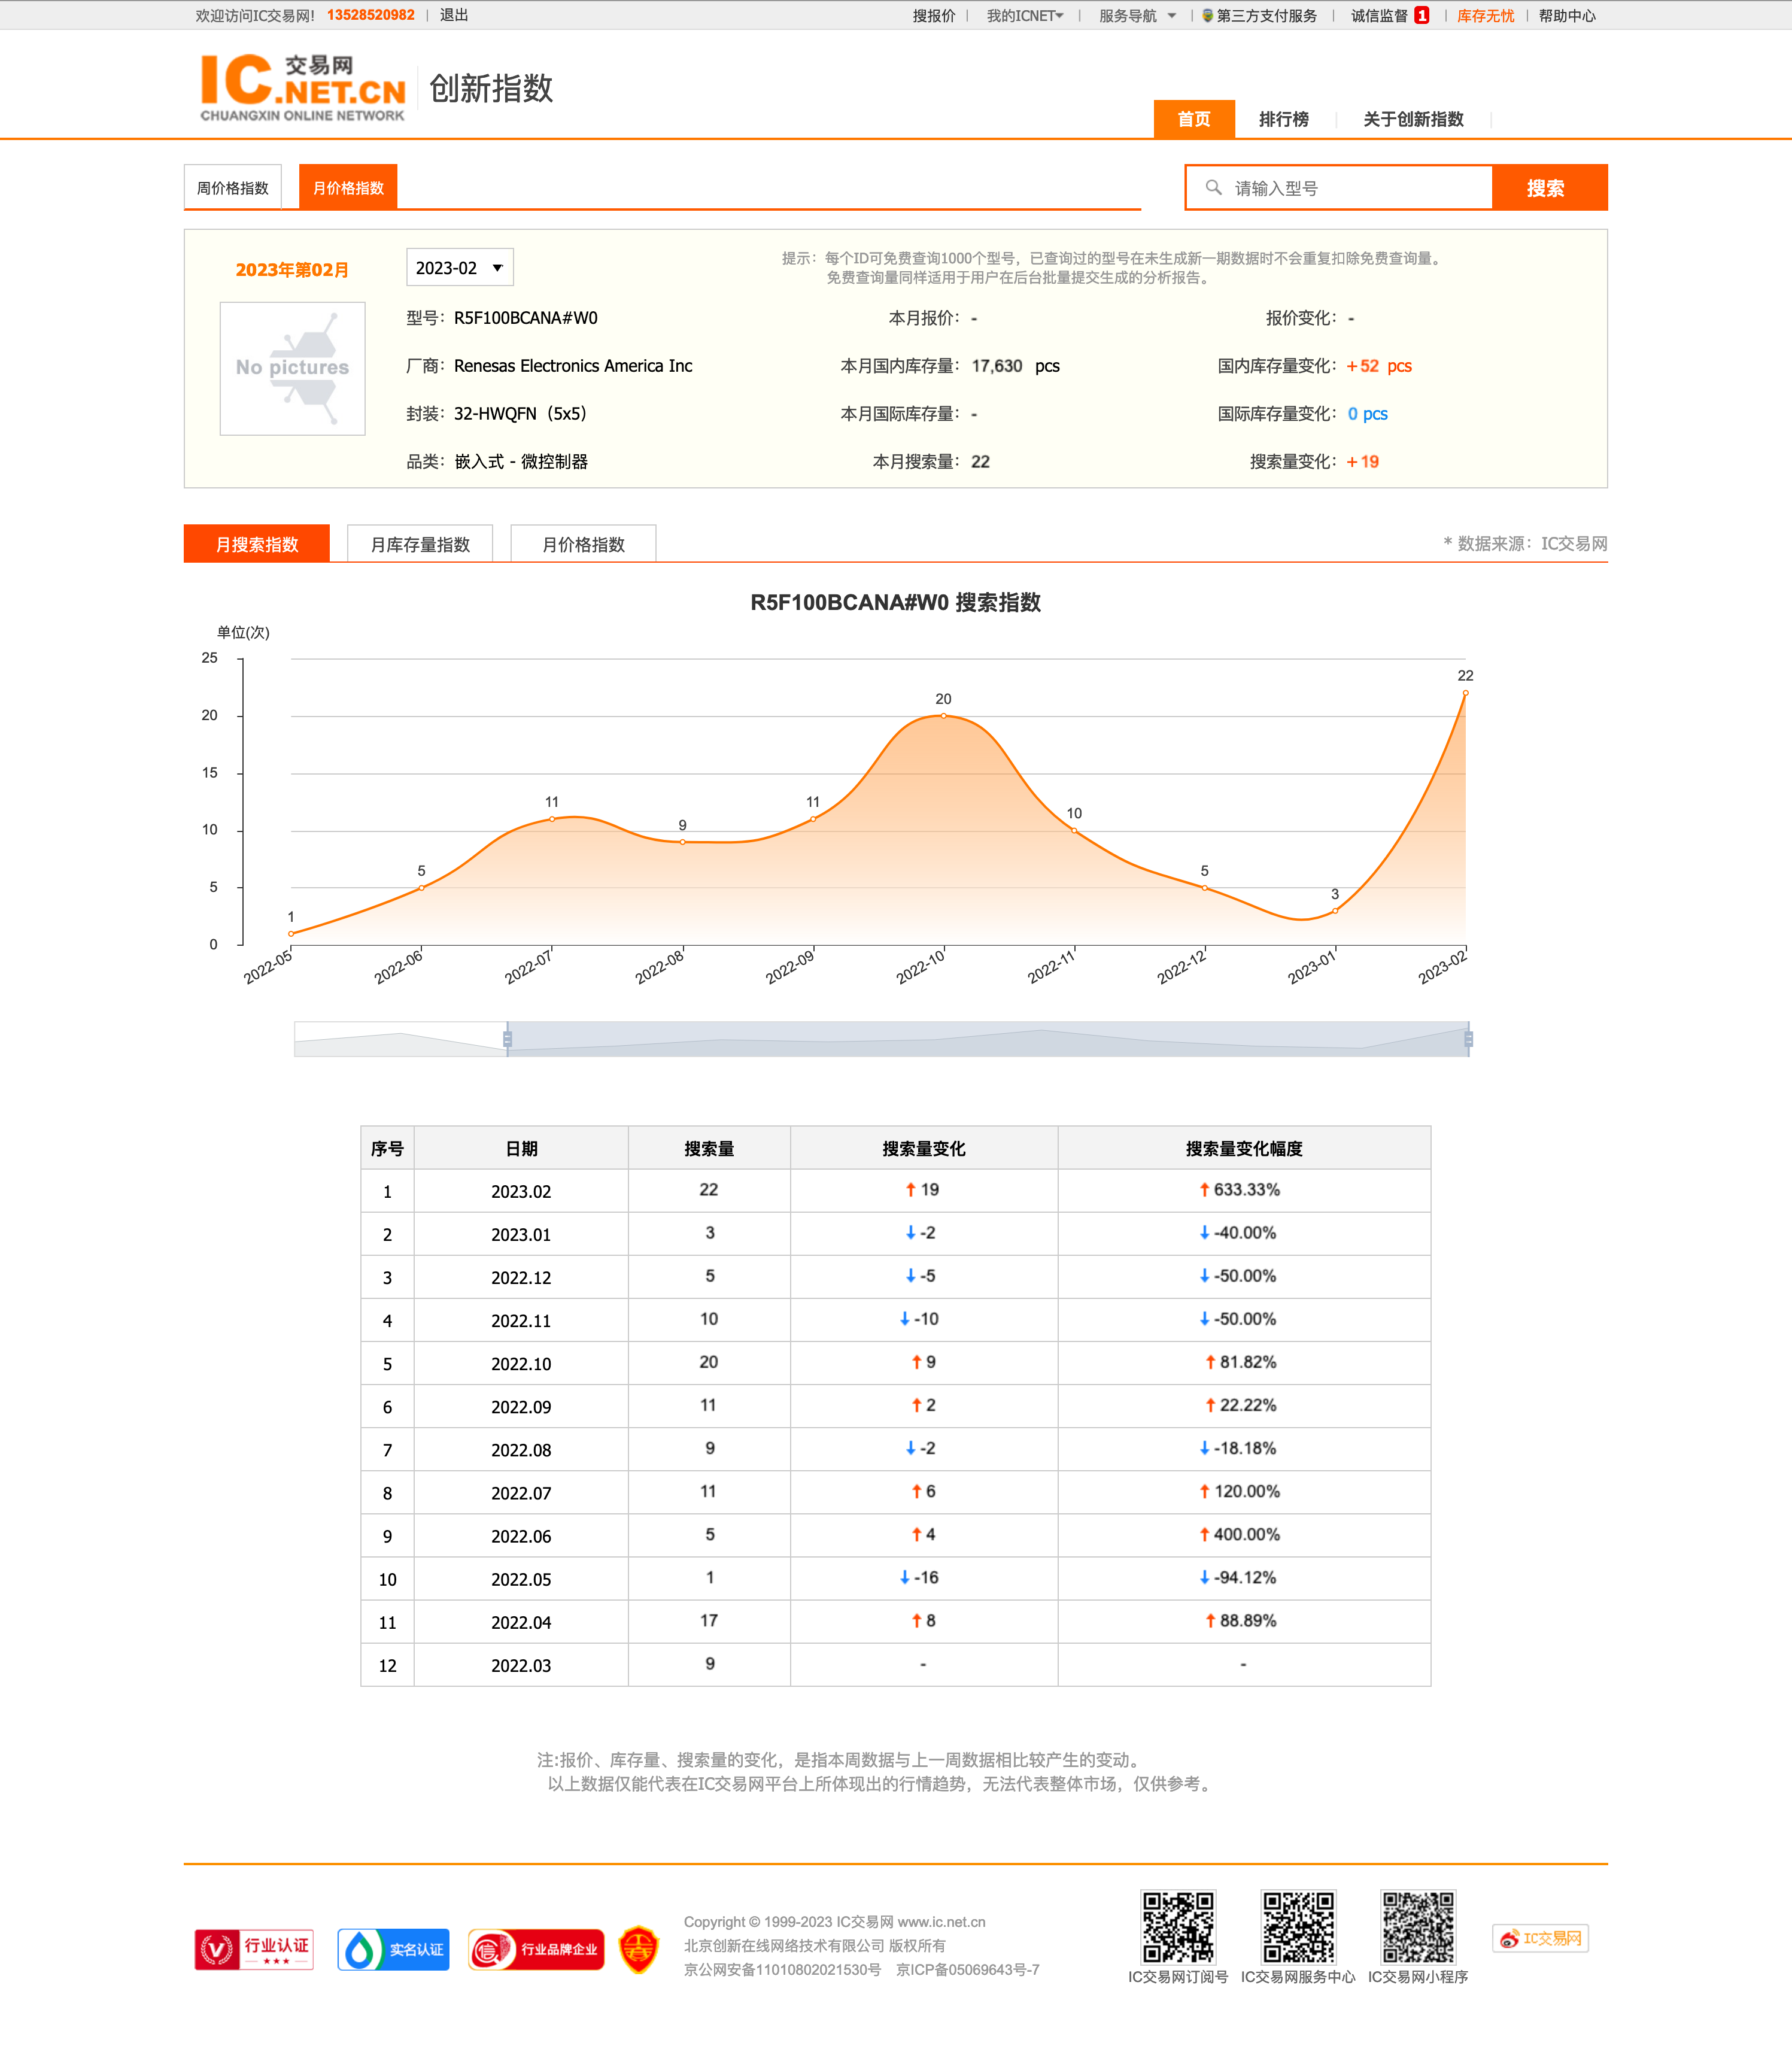 欢迎访问IC交易网! 13528520982 | 退出
搜报价 | 我的ICNET | 服务导航 | 第三方支付服务 | 诚信监督 1 | 库存无忧 | 帮助中心
IC.NET.CN 交易网
CHUANGXIN ONLINE NETWORK
创新指数
首页 排行榜 关于创新指数
周价格指数 月价格指数
请输入型号 搜索
2023年第02月 2023-02
提示：每个ID可免费查询1000个型号，已查询过的型号在未生成新一期数据时不会重复扣除免费查询量。
免费查询量同样适用于用户在后台批量提交生成的分析报告。
No pictures
型号：R5F100BCANA#W0 本月报价：- 报价变化：-
厂商：Renesas Electronics America Inc 本月国内库存量：17,630 pcs 国内库存量变化：+52 pcs
封装：32-HWQFN（5x5） 本月国际库存量：- 国际库存量变化：0 pcs
品类：嵌入式 - 微控制器 本月搜索量：22 搜索量变化：+19
月搜索指数 月库存量指数 月价格指数 * 数据来源：IC交易网
R5F100BCANA#W0 搜索指数
单位(次)
25
20
15
10
5
0
1 5 11 9 11 20 10 5 3 22
2022-05 2022-06 2022-07 2022-08 2022-09 2022-10 2022-11 2022-12 2023-01 2023-02
序号 日期 搜索量 搜索量变化 搜索量变化幅度
1 2023.02 22 ↑ 19 ↑ 633.33%
2 2023.01 3 ↓ -2 ↓ -40.00%
3 2022.12 5 ↓ -5 ↓ -50.00%
4 2022.11 10 ↓ -10 ↓ -50.00%
5 2022.10 20 ↑ 9 ↑ 81.82%
6 2022.09 11 ↑ 2 ↑ 22.22%
7 2022.08 9 ↓ -2 ↓ -18.18%
8 2022.07 11 ↑ 6 ↑ 120.00%
9 2022.06 5 ↑ 4 ↑ 400.00%
10 2022.05 1 ↓ -16 ↓ -94.12%
11 2022.04 17 ↑ 8 ↑ 88.89%
12 2022.03 9 - -
注:报价、库存量、搜索量的变化，是指本周数据与上一周数据相比较产生的变动。
以上数据仅能代表在IC交易网平台上所体现出的行情趋势，无法代表整体市场，仅供参考。
行业认证
实名认证
信 行业品牌企业
Copyright © 1999-2023 IC交易网 www.ic.net.cn
北京创新在线网络技术有限公司 版权所有
京公网安备11010802021530号 京ICP备05069643号-7
IC交易网订阅号 IC交易网服务中心 IC交易网小程序
IC交易网